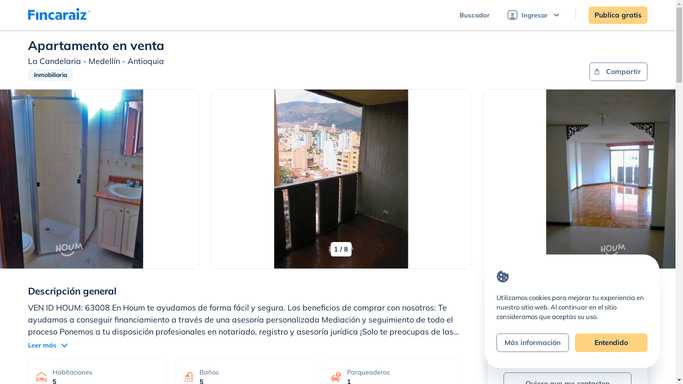 Fincaraiz
Buscador
Ingresar
Publica gratis
Apartamento en venta
La Candelaria - Medellín - Antioquia
Inmobiliaria
Compartir
HOUM
1 / 8
HOUM
Descripción general
VEN ID HOUM: 63008 En Houm te ayudamos de forma fácil y segura. Los beneficios de comprar con nosotros: Te
ayudamos a conseguir financiamiento a través de una asesoría personalizada Mediación y seguimiento de todo el
proceso Ponemos a tu disposición profesionales en notariado, registro y asesoría jurídica ¡Solo te preocupas de las...
Leer más
Habitaciones
5
Baños
5
Parqueaderos
1
Utilizamos cookies para mejorar tu experiencia en
nuestro sitio web. Al continuar en el sitio
consideramos que aceptas su uso.
Más información
Entendido
Quiero que me contacten